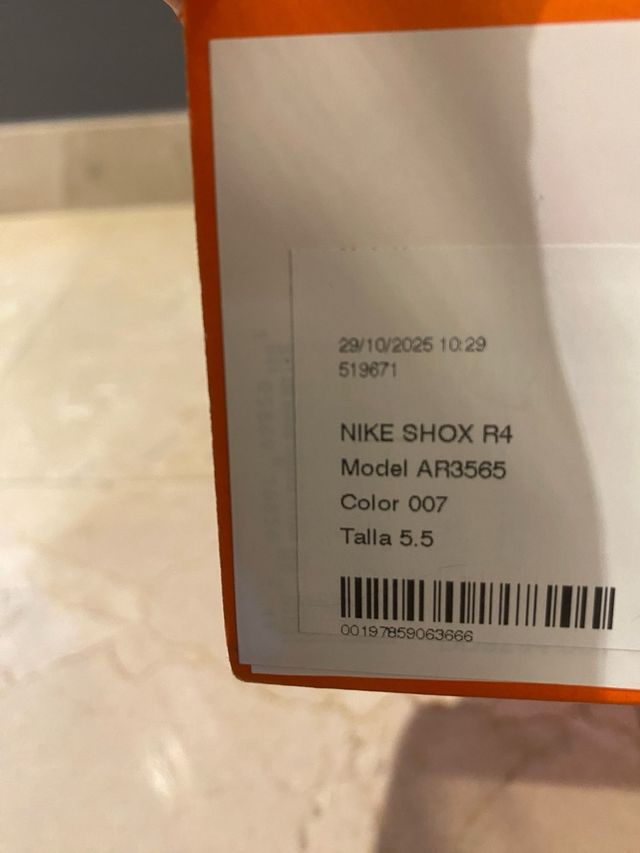 29/10/2025 10:29
519671
NIKE SHOX R4
Model AR3565
Color 007
Talla 5.5
00197859063666